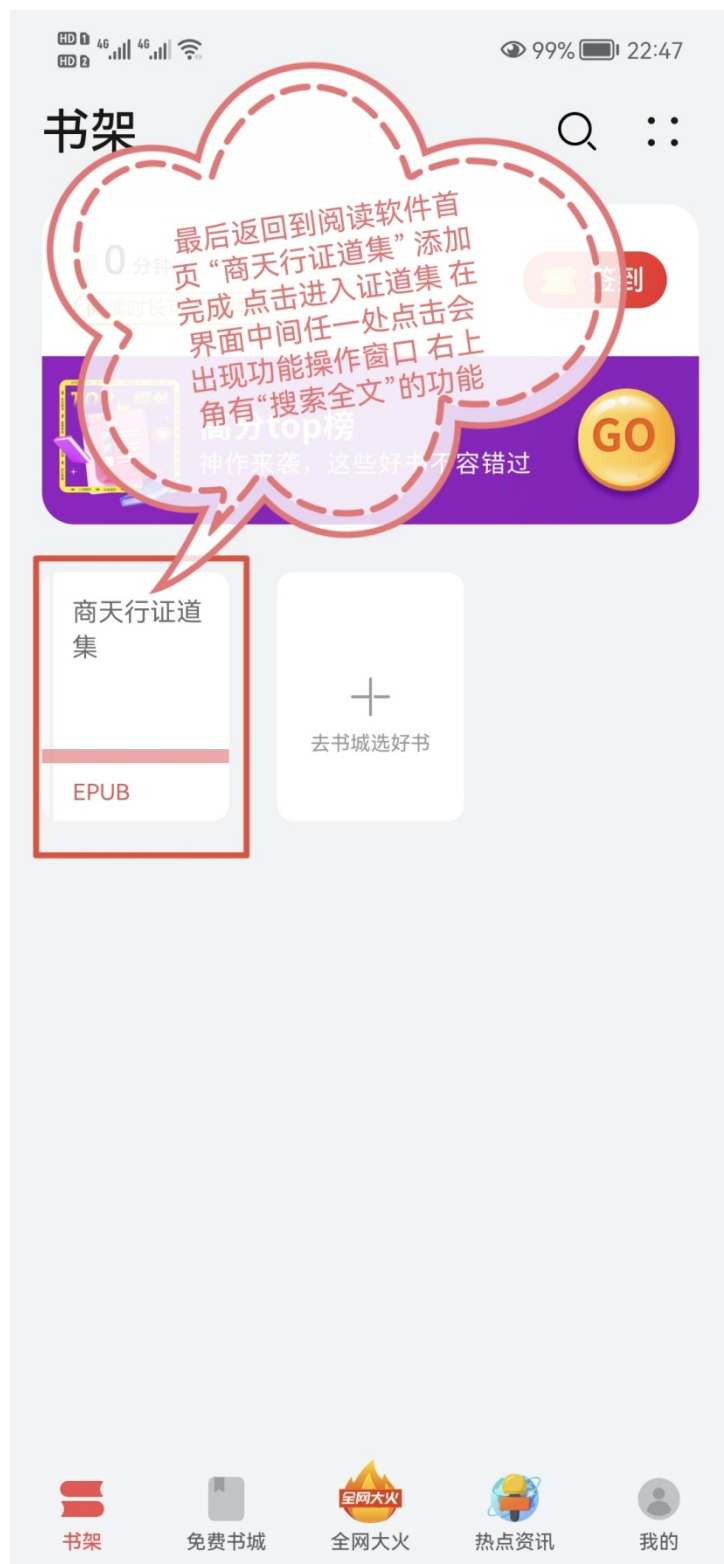 HD 1 4G 4G
HD 2
99% 22:47
书架
最后返回到阅读软件首
页 “商天行证道集” 添加
完成 点击进入证道集 在
界面中间任一处点击会
出现功能操作窗口 右上
角有“搜索全文”的功能
0 分钟
签到
高分top榜
神作来袭，这些好书不容错过
GO
商天行证道
集
EPUB
去书城选好书
全网大火
书架
免费书城
全网大火
热点资讯
我的